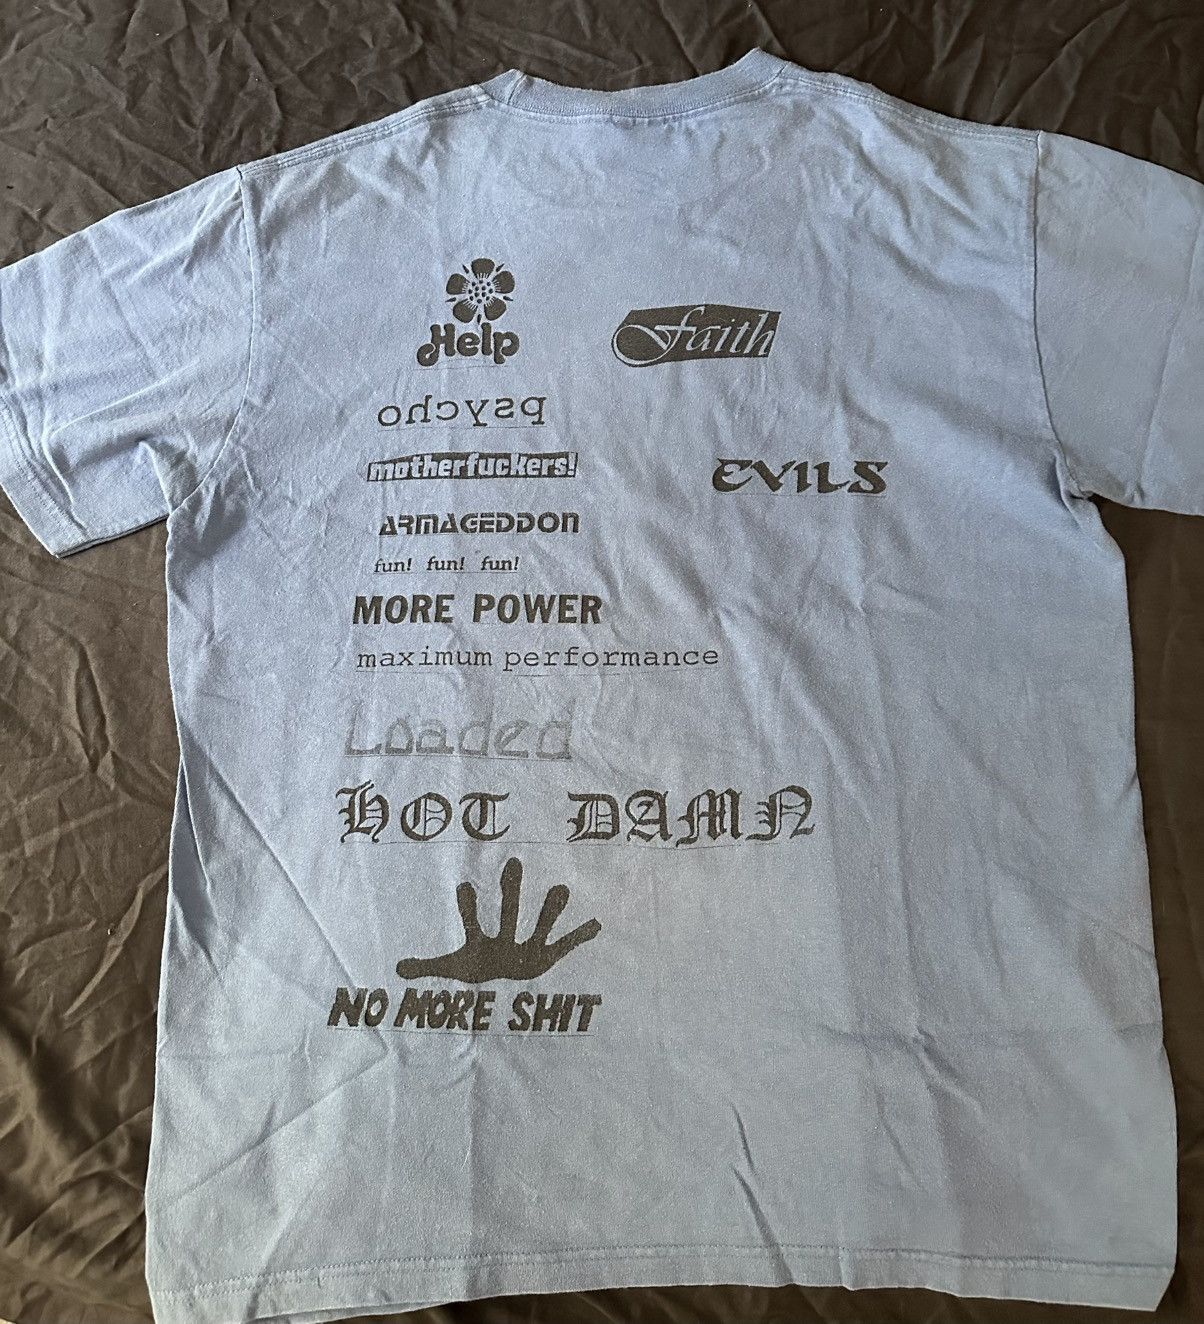 Help
faith
psycho
motherfuckers!
EVILS
ARMAGEDDON
fun! fun! fun!
MORE POWER
maximum performance
Loaded
HOT DAMN
NO MORE SHIT